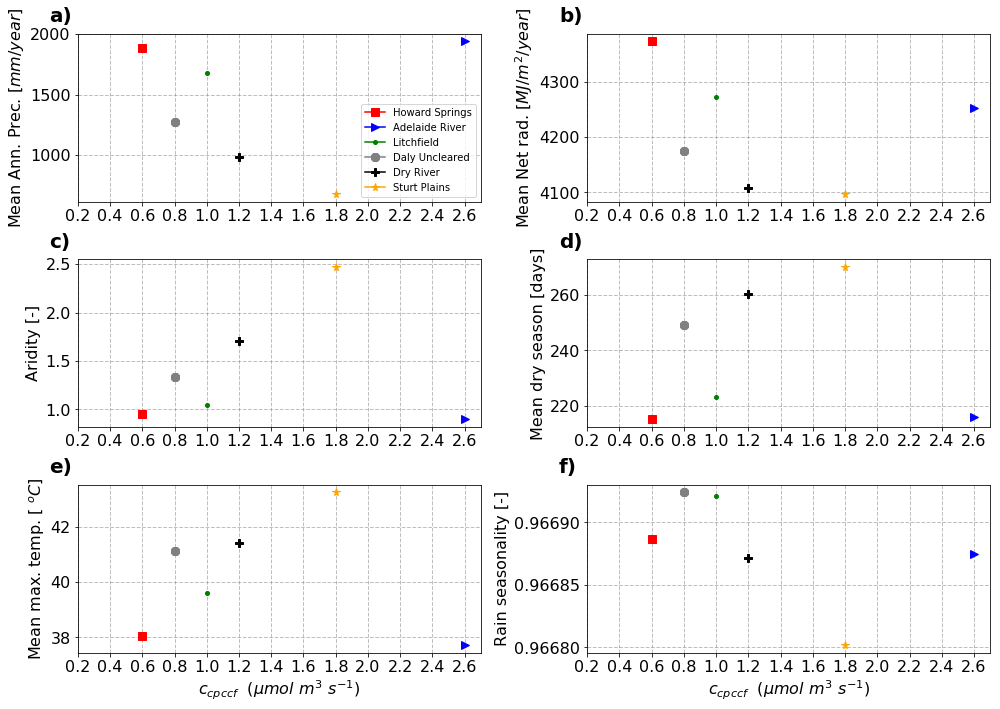 a)
Mean Ann. Prec. [mm/year]
2000
1500
1000
Howard Springs
Adelaide River
Litchfield
Daly Uncleared
Dry River
Sturt Plains
0.2 0.4 0.6 0.8 1.0 1.2 1.4 1.6 1.8 2.0 2.2 2.4 2.6
b)
Mean Net rad. [MJ/m²/year]
4300
4200
4100
0.2 0.4 0.6 0.8 1.0 1.2 1.4 1.6 1.8 2.0 2.2 2.4 2.6
c)
Aridity [-]
2.5
2.0
1.5
1.0
0.2 0.4 0.6 0.8 1.0 1.2 1.4 1.6 1.8 2.0 2.2 2.4 2.6
d)
Mean dry season [days]
260
240
220
0.2 0.4 0.6 0.8 1.0 1.2 1.4 1.6 1.8 2.0 2.2 2.4 2.6
e)
Mean max. temp. [ °C]
42
40
38
0.2 0.4 0.6 0.8 1.0 1.2 1.4 1.6 1.8 2.0 2.2 2.4 2.6
c_cpccf (μmol m³ s⁻¹)
f)
Rain seasonality [-]
0.96690
0.96685
0.96680
0.2 0.4 0.6 0.8 1.0 1.2 1.4 1.6 1.8 2.0 2.2 2.4 2.6
c_cpccf (μmol m³ s⁻¹)